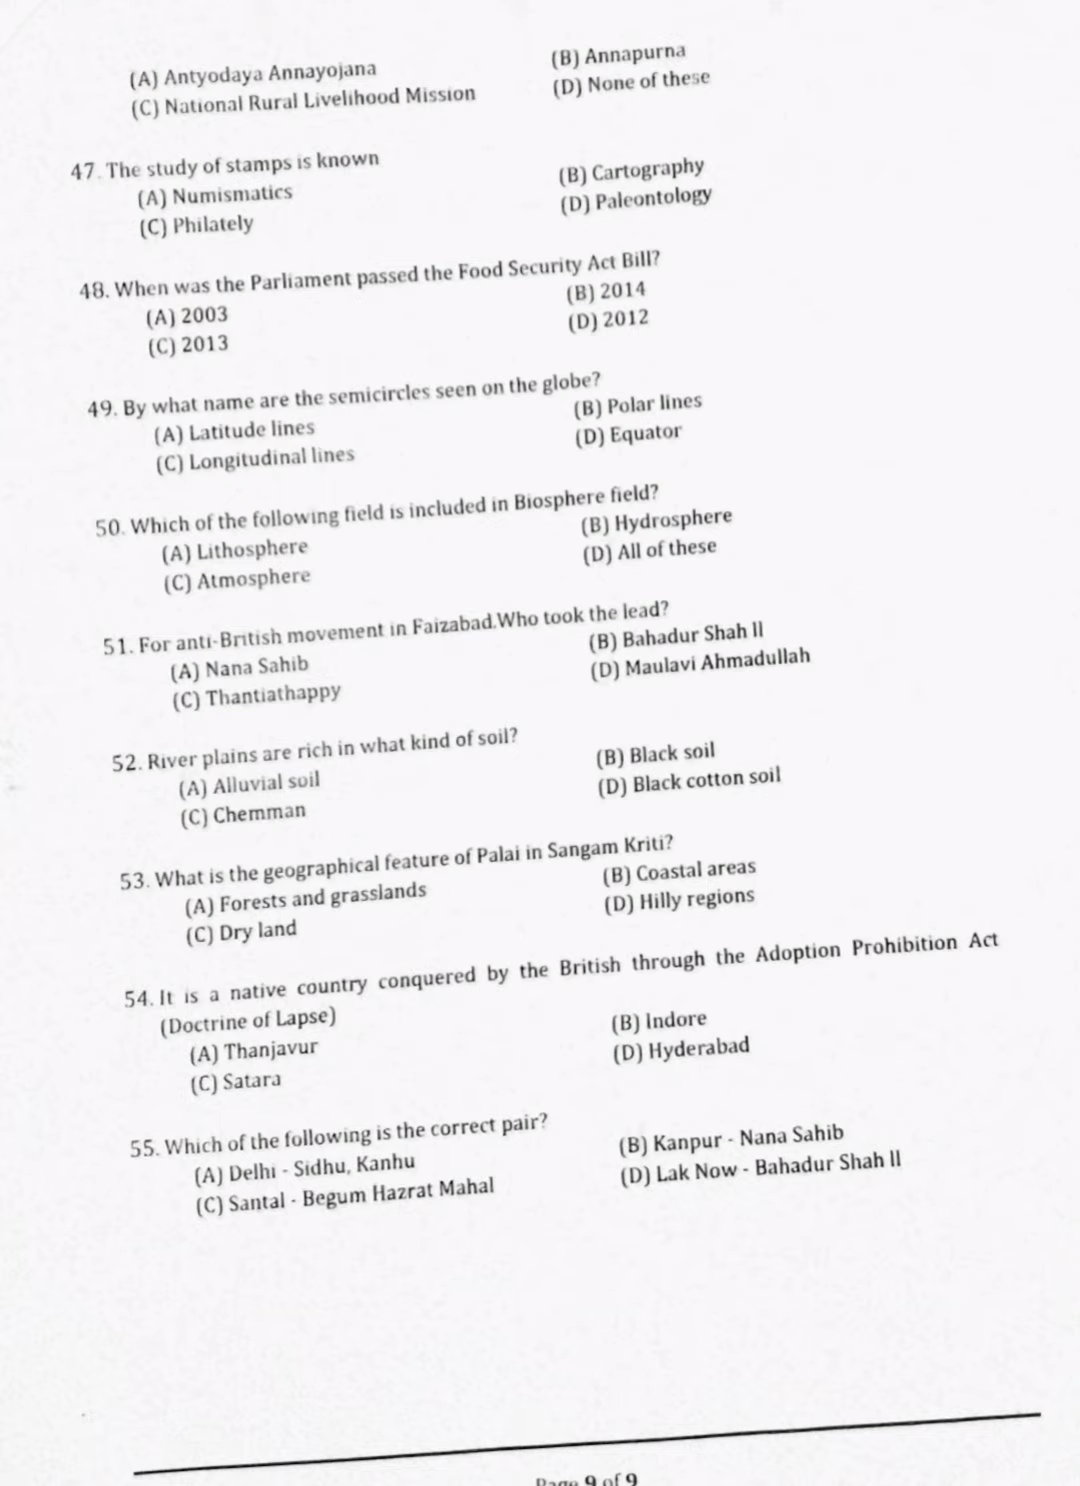 (A) Antyodaya Annayojana (B) Annapurna
(C) National Rural Livelihood Mission (D) None of these
47. The study of stamps is known
(A) Numismatics (B) Cartography
(C) Philately (D) Paleontology
48. When was the Parliament passed the Food Security Act Bill?
(A) 2003 (B) 2014
(C) 2013 (D) 2012
49. By what name are the semicircles seen on the globe?
(A) Latitude lines (B) Polar lines
(C) Longitudinal lines (D) Equator
50. Which of the following field is included in Biosphere field?
(A) Lithosphere (B) Hydrosphere
(C) Atmosphere (D) All of these
51. For anti-British movement in Faizabad.Who took the lead?
(A) Nana Sahib (B) Bahadur Shah ll
(C) Thantiathappy (D) Maulavi Ahmadullah
52. River plains are rich in what kind of soil?
(A) Alluvial soil (B) Black soil
(C) Chemman (D) Black cotton soil
53. What is the geographical feature of Palai in Sangam Kriti?
(A) Forests and grasslands (B) Coastal areas
(C) Dry land (D) Hilly regions
54. It is a native country conquered by the British through the Adoption Prohibition Act
(Doctrine of Lapse)
(A) Thanjavur (B) Indore
(C) Satara (D) Hyderabad
55. Which of the following is the correct pair?
(A) Delhi - Sidhu, Kanhu (B) Kanpur - Nana Sahib
(C) Santal - Begum Hazrat Mahal (D) Lak Now - Bahadur Shah ll
Page 9 of 9